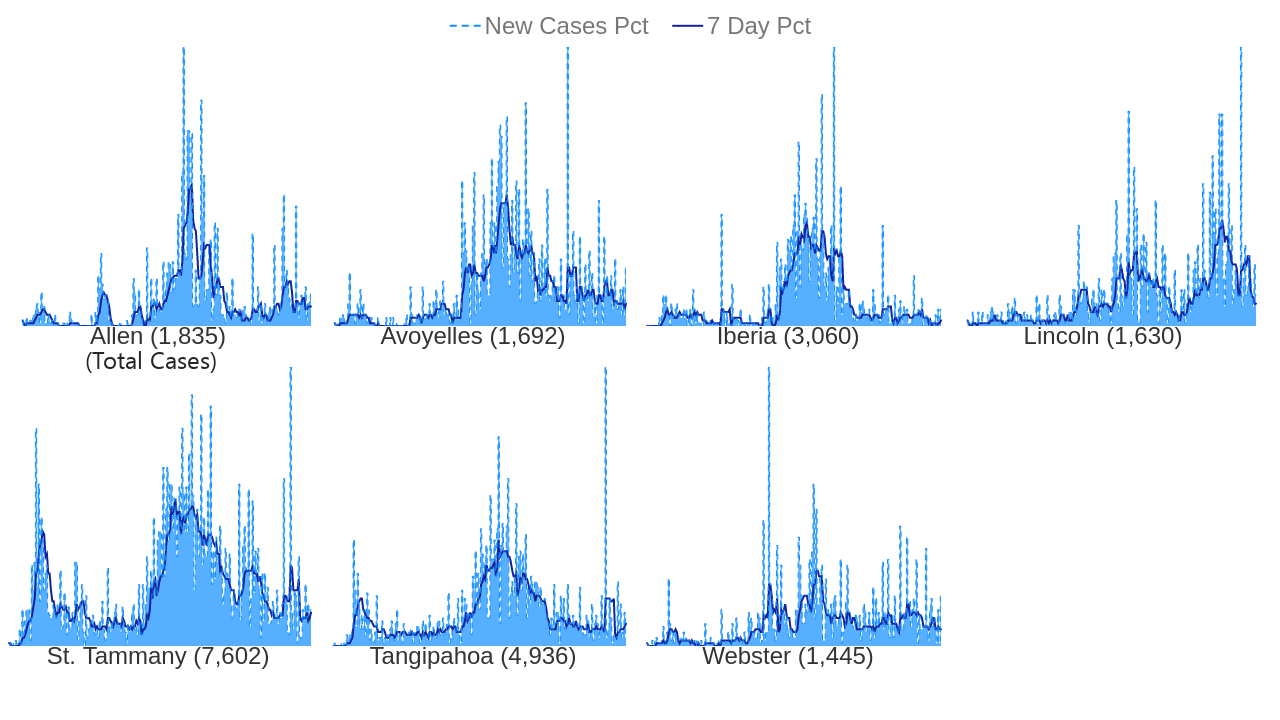 New Cases Pct 7 Day Pct
Allen (1,835)
(Total Cases)
Avoyelles (1,692)
Iberia (3,060)
Lincoln (1,630)
St. Tammany (7,602)
Tangipahoa (4,936)
Webster (1,445)